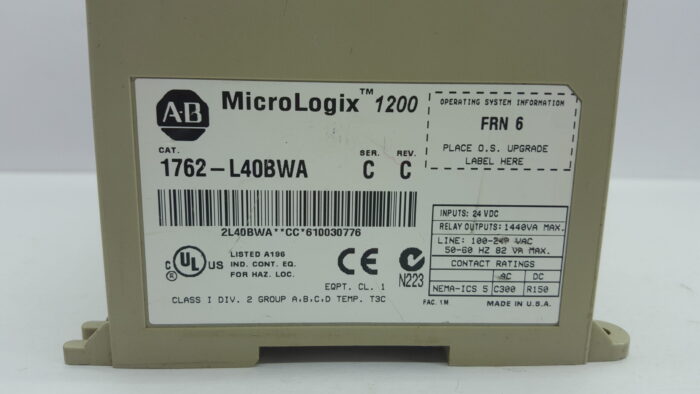 AB
MicroLogix™ 1200
CAT.
SER.
REV.
1762-L40BWA
C
C
OPERATING SYSTEM INFORMATION
FRN 6
PLACE O.S. UPGRADE
LABEL HERE
2L40BWA**CC*610030776
C UL US
LISTED A196
IND. CONT. EQ.
FOR HAZ. LOC.
CE
N223
EQPT. CL. 1
CLASS I DIV. 2 GROUP A,B,C,D TEMP. T3C
INPUTS: 24 VDC
RELAY OUTPUTS: 1440VA MAX.
LINE: 100- VAC
50-60 HZ 82 VA MAX.
CONTACT RATINGS
AC DC
NEMA-ICS 5 C300 R150
FAC. 1M
MADE IN U.S.A.